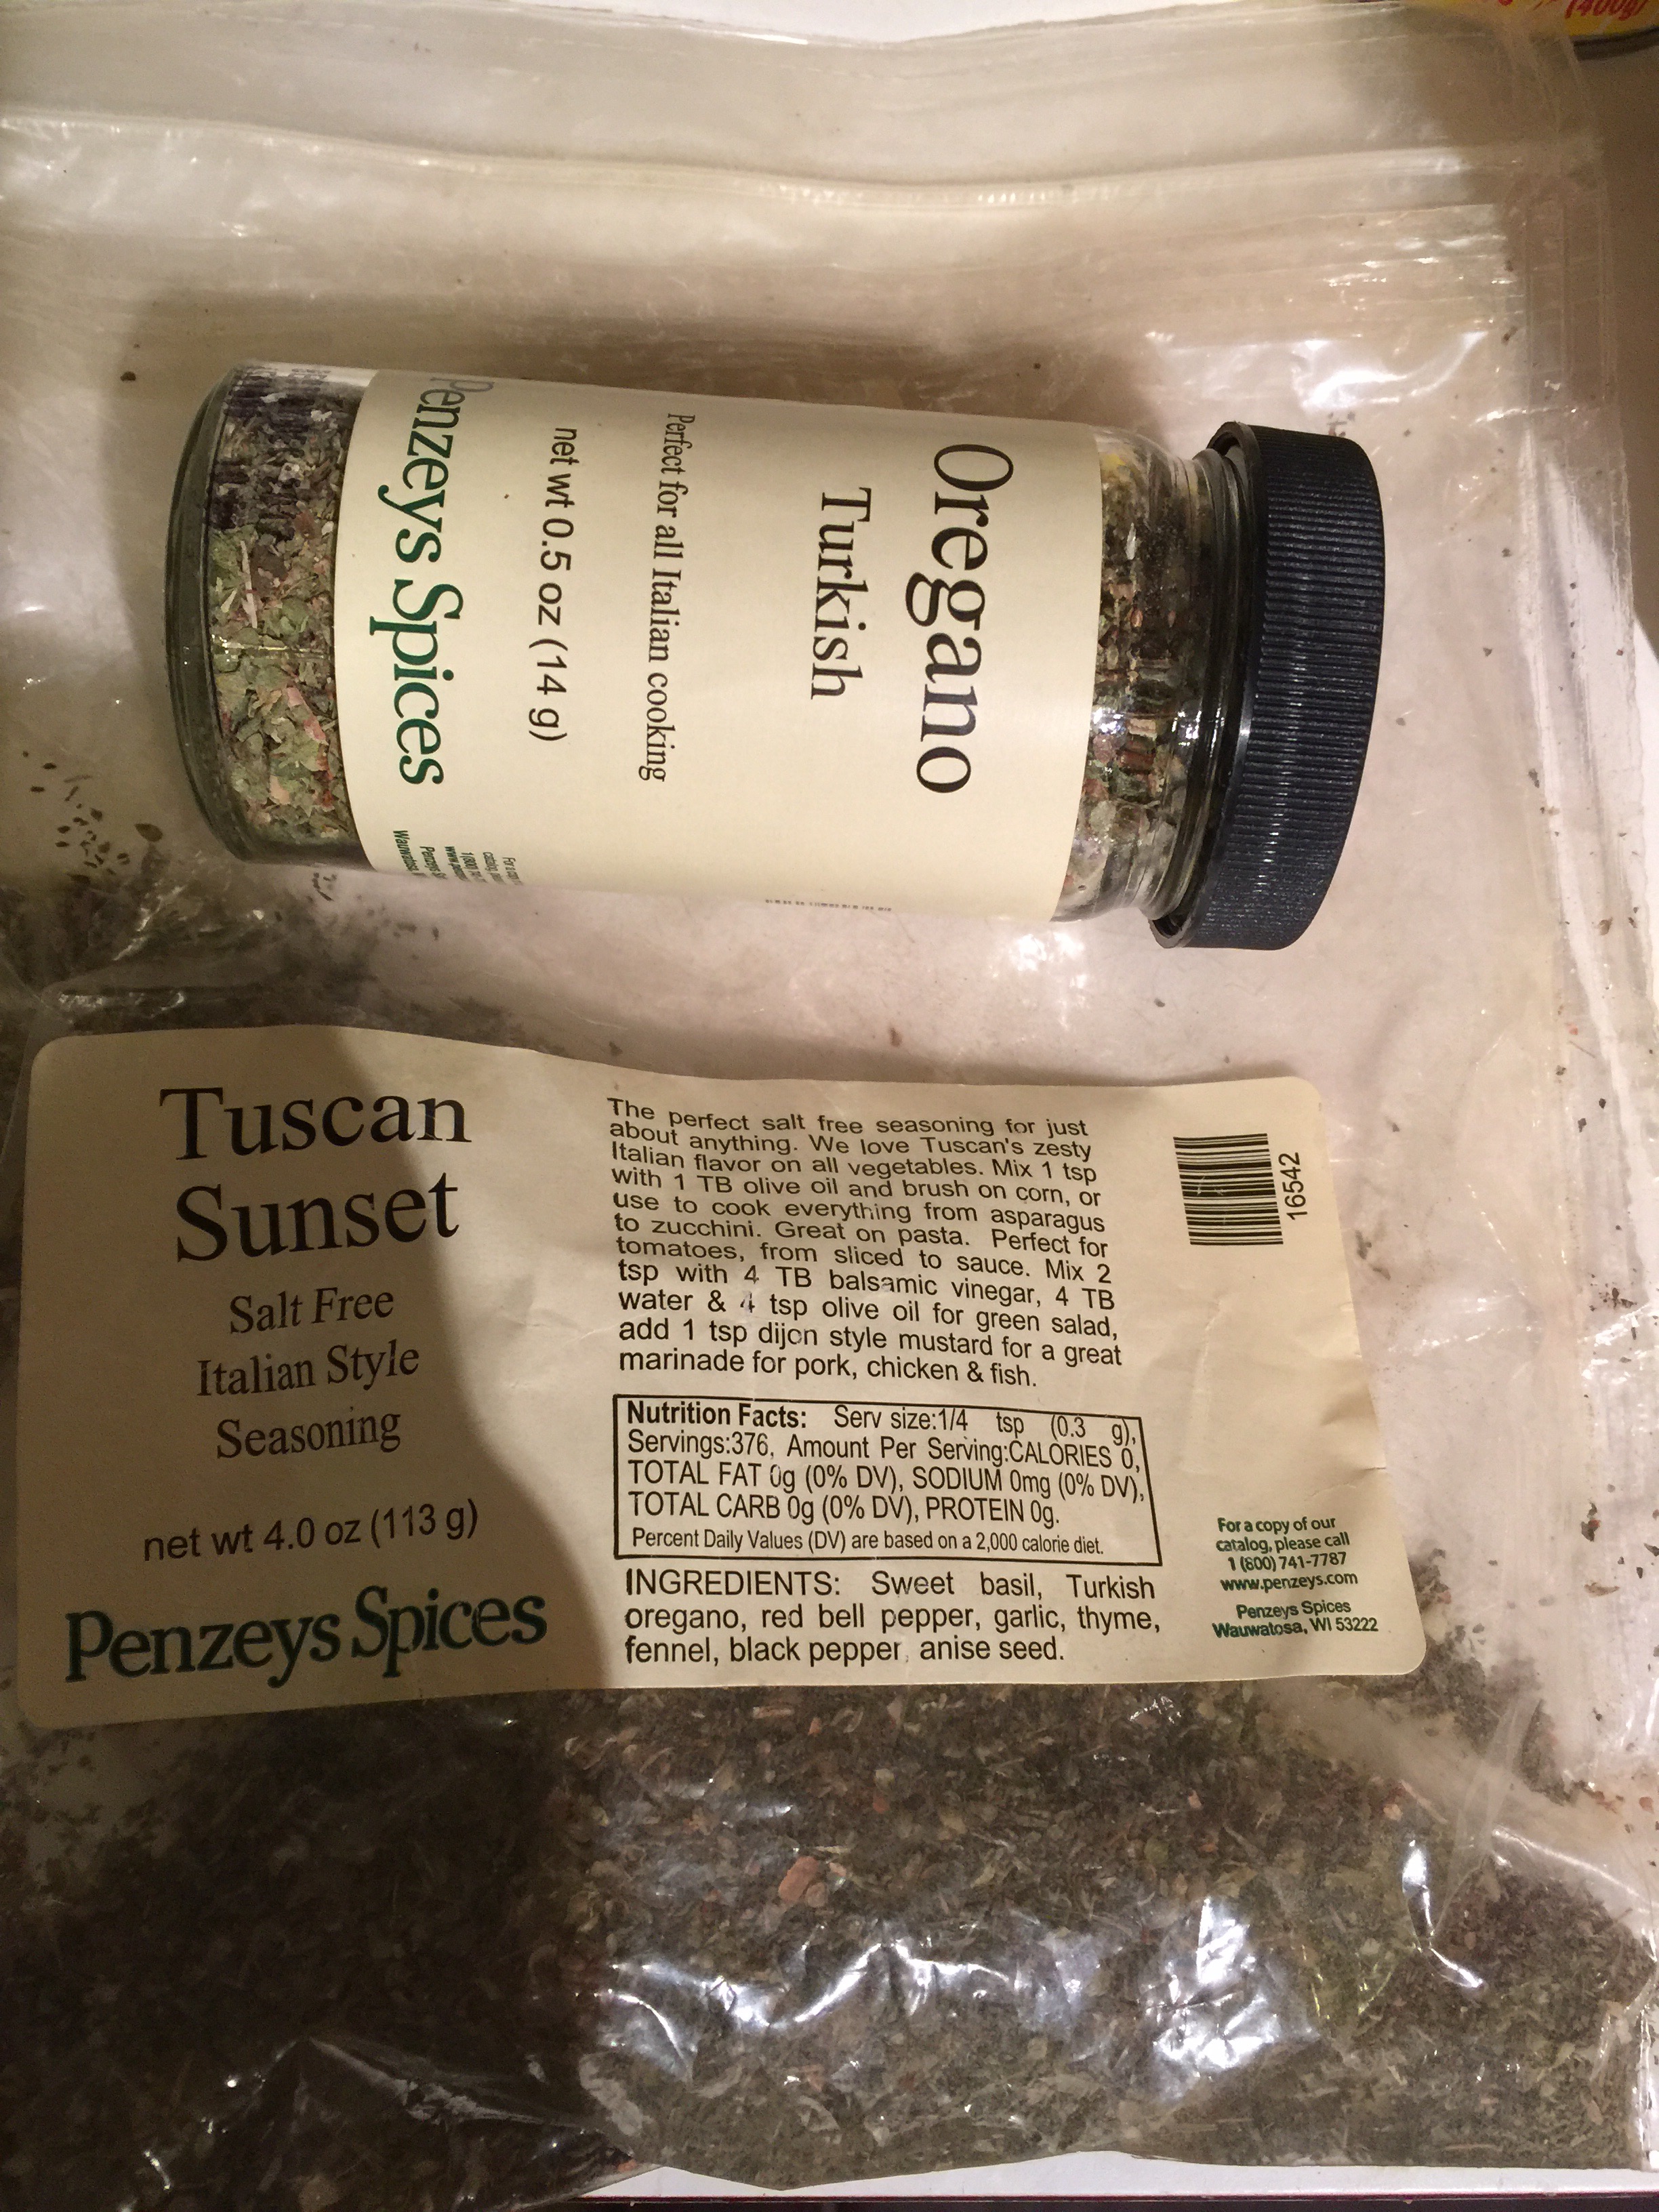 (400g)
Oregano
Turkish
Perfect for all Italian cooking
net wt 0.5 oz (14 g)
Penzeys Spices
Tuscan
Sunset
Salt Free
Italian Style
Seasoning
net wt 4.0 oz (113 g)
Penzeys Spices
The perfect salt free seasoning for just
about anything. We love Tuscan's zesty
Italian flavor on all vegetables. Mix 1 tsp
with 1 TB olive oil and brush on corn, or
use to cook everything from asparagus
to zucchini. Great on pasta. Perfect for
tomatoes, from sliced to sauce. Mix 2
tsp with 4 TB balsamic vinegar, 4 TB
water & 4 tsp olive oil for green salad,
add 1 tsp dijon style mustard for a great
marinade for pork, chicken & fish.
Nutrition Facts: Serv size:1/4 tsp (0.3 g),
Servings:376, Amount Per Serving:CALORIES 0,
TOTAL FAT 0g (0% DV), SODIUM 0mg (0% DV),
TOTAL CARB 0g (0% DV), PROTEIN 0g.
Percent Daily Values (DV) are based on a 2,000 calorie diet.
INGREDIENTS: Sweet basil, Turkish
oregano, red bell pepper, garlic, thyme,
fennel, black pepper, anise seed.
16542
For a copy of our
catalog, please call
1 (800) 741-7787
www.penzeys.com
Penzeys Spices
Wauwatosa, WI 53222